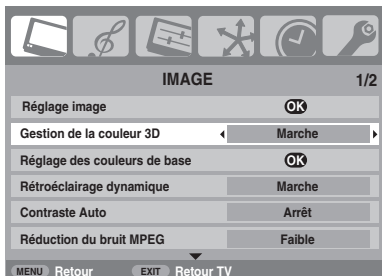 IMAGE 1/2
Réglage image OK
Gestion de la couleur 3D Marche
Réglage des couleurs de base OK
Rétroéclairage dynamique Marche
Contraste Auto Arrêt
Réduction du bruit MPEG Faible
MENU Retour EXIT Retour TV